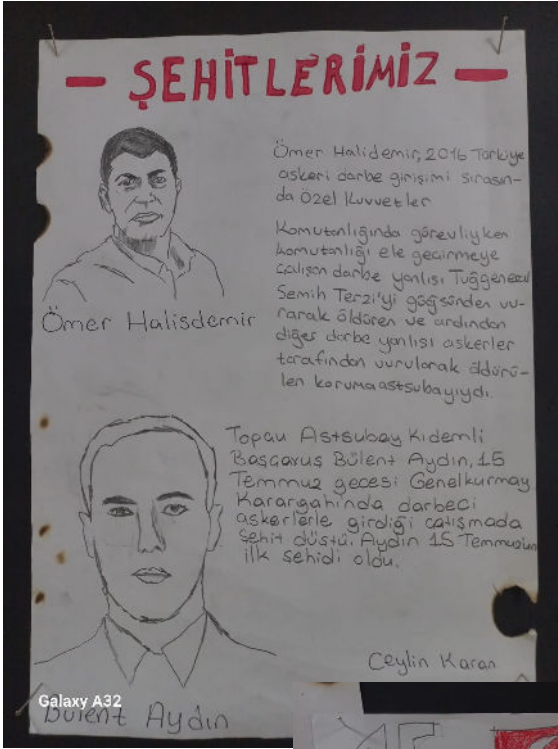 - ŞEHİTLERİMİZ -
Ömer Halidemir, 2016 Türkiye
askeri darbe girişimi sırasın-
da Özel Kuvvetler
Komutanlığında görevliyken
komutanlığı ele geçirmeye
çalışan darbe yanlısı Tuğgeneral
Semih Terzi'yi göğsünden vu-
rarak öldüren ve ardından
diğer darbe yanlısı askerler
tarafından vurularak öldürü-
len koruma astsubayıydı.
Ömer Halisdemir
Topçu Astsubay Kıdemli
Başçavuş Bülent Aydın, 15
Temmuz gecesi Genelkurmay
Karargahı'nda darbeci
askerlerle girdiği çatışmada
şehit düştü. Aydın 15 Temmuzun
ilk şehidi oldu.
Bülent Aydın
Ceylin Karan
Galaxy A32